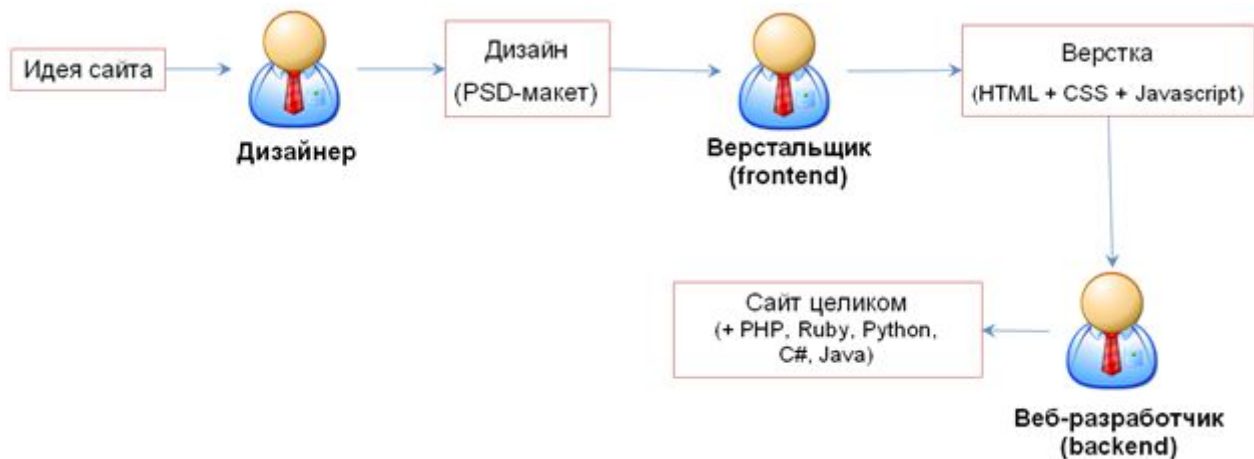 Идея сайта
Дизайнер
Дизайн
(PSD-макет)
Верстальщик
(frontend)
Верстка
(HTML + CSS + Javascript)
Веб-разработчик
(backend)
Сайт целиком
(+ PHP, Ruby, Python,
C#, Java)